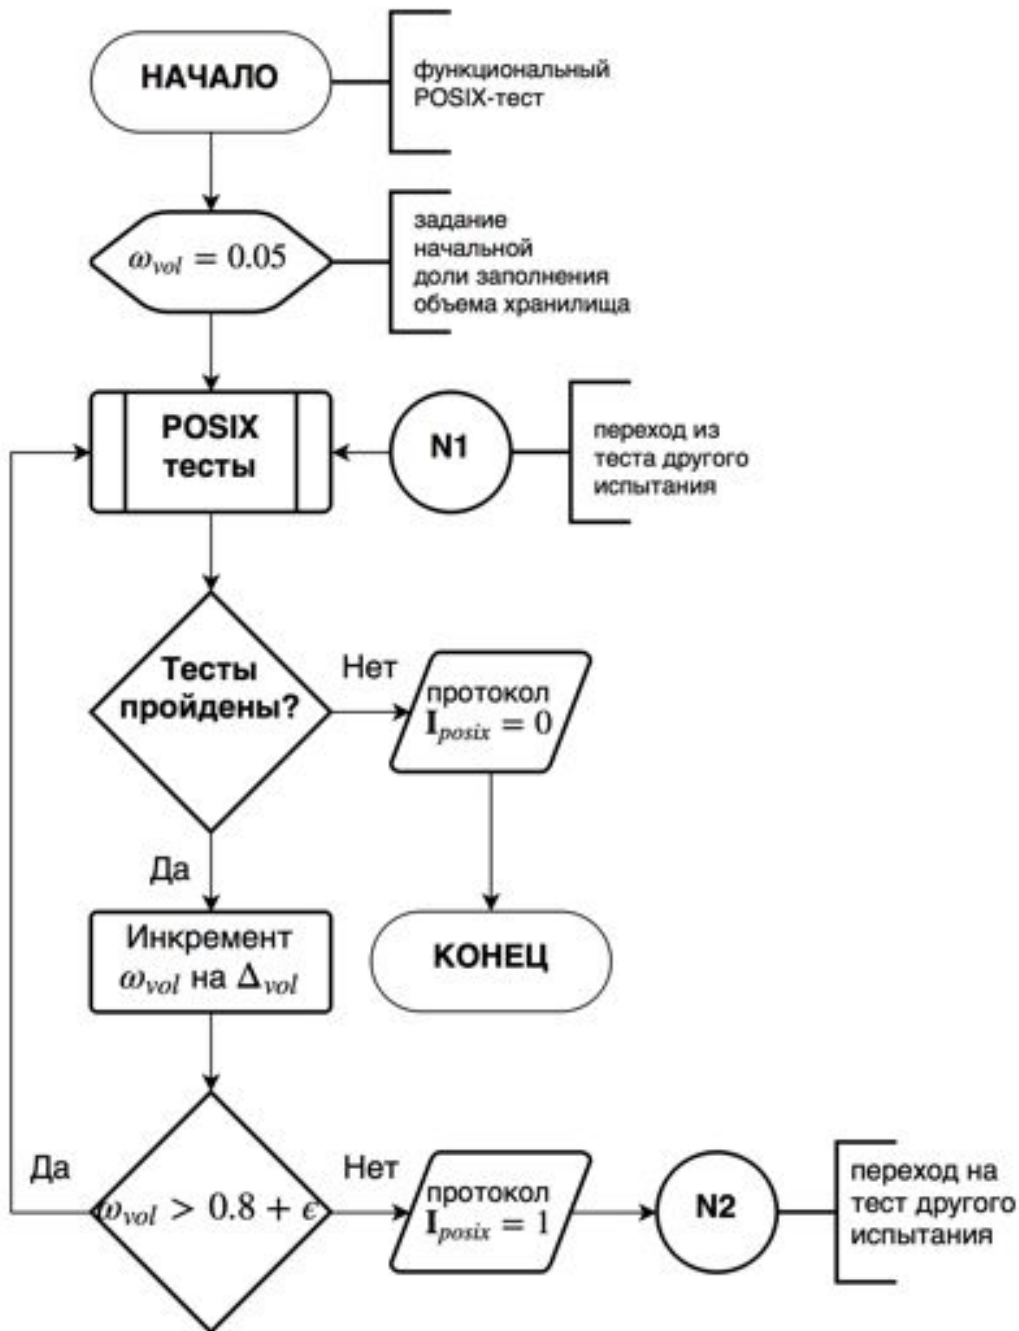 НАЧАЛО
функциональный
POSIX-тест
ω_vol = 0.05
задание
начальной
доли заполнения
объема хранилища
POSIX
тесты
N1
переход из
теста другого
испытания
Тесты
пройдены?
Нет
протокол
I_posix = 0
Да
Инкремент
ω_vol на Δ_vol
КОНЕЦ
Да
ω_vol > 0.8 + ϵ
Нет
протокол
I_posix = 1
N2
переход на
тест другого
испытания